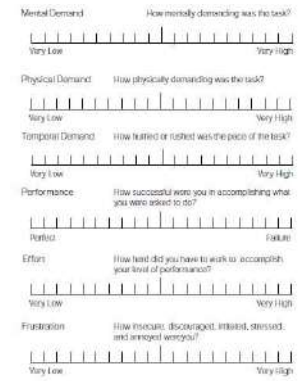 Mental Demand How mentally demanding was the task?
Very Low Very High
Physical Demand How physically demanding was the task?
Very Low Very High
Temporal Demand How hurried or rushed was the pace of the task?
Very Low Very High
Performance How successful were you in accomplishing what
you were asked to do?
Perfect Failure
Effort How hard did you have to work to accomplish
your level of performance?
Very Low Very High
Frustration How insecure, discouraged, irritated, stressed,
and annoyed were you?
Very Low Very High